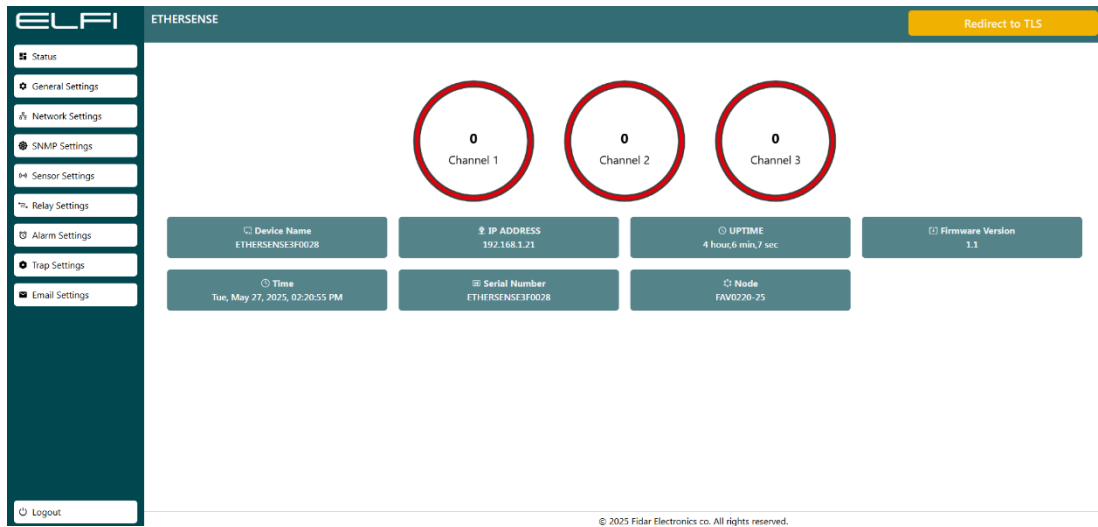 ELFI
ETHERSENSE
Redirect to TLS
Status
General Settings
Network Settings
SNMP Settings
Sensor Settings
Relay Settings
Alarm Settings
Trap Settings
Email Settings
Logout
0
Channel 1
0
Channel 2
0
Channel 3
Device Name
ETHERSENSE3F0028
IP ADDRESS
192.168.1.21
UPTIME
4 hour,6 min,7 sec
Firmware Version
1.1
Time
Tue, May 27, 2025, 02:20:55 PM
Serial Number
ETHERSENSE3F0028
Node
FAV0220-25
© 2025 Fidar Electronics co. All rights reserved.